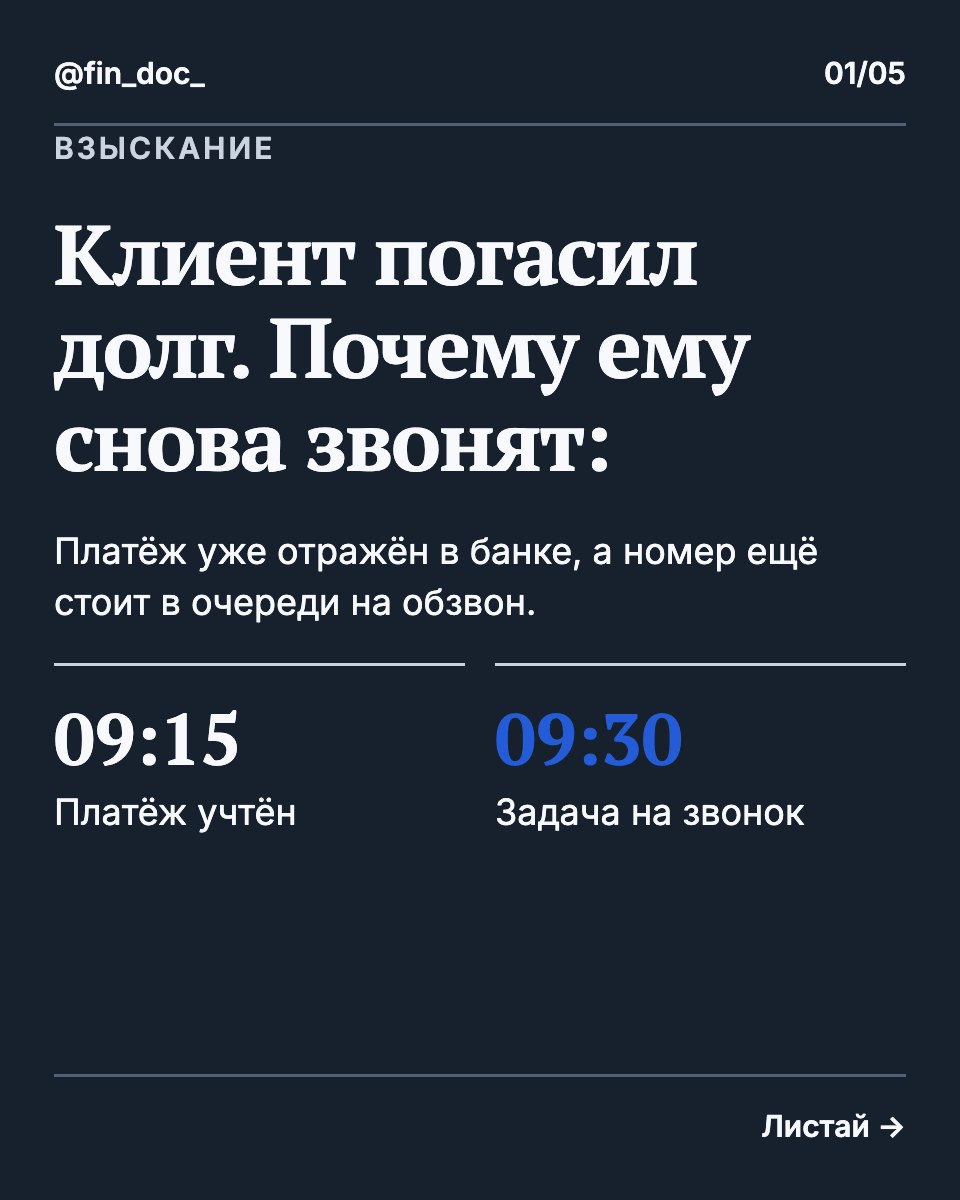 @fin_doc_
01/05
ВЗЫСКАНИЕ
Клиент погасил
долг. Почему ему
снова звонят:
Платёж уже отражён в банке, а номер ещё
стоит в очереди на обзвон.
09:15
Платёж учтён
09:30
Задача на звонок
Листай →